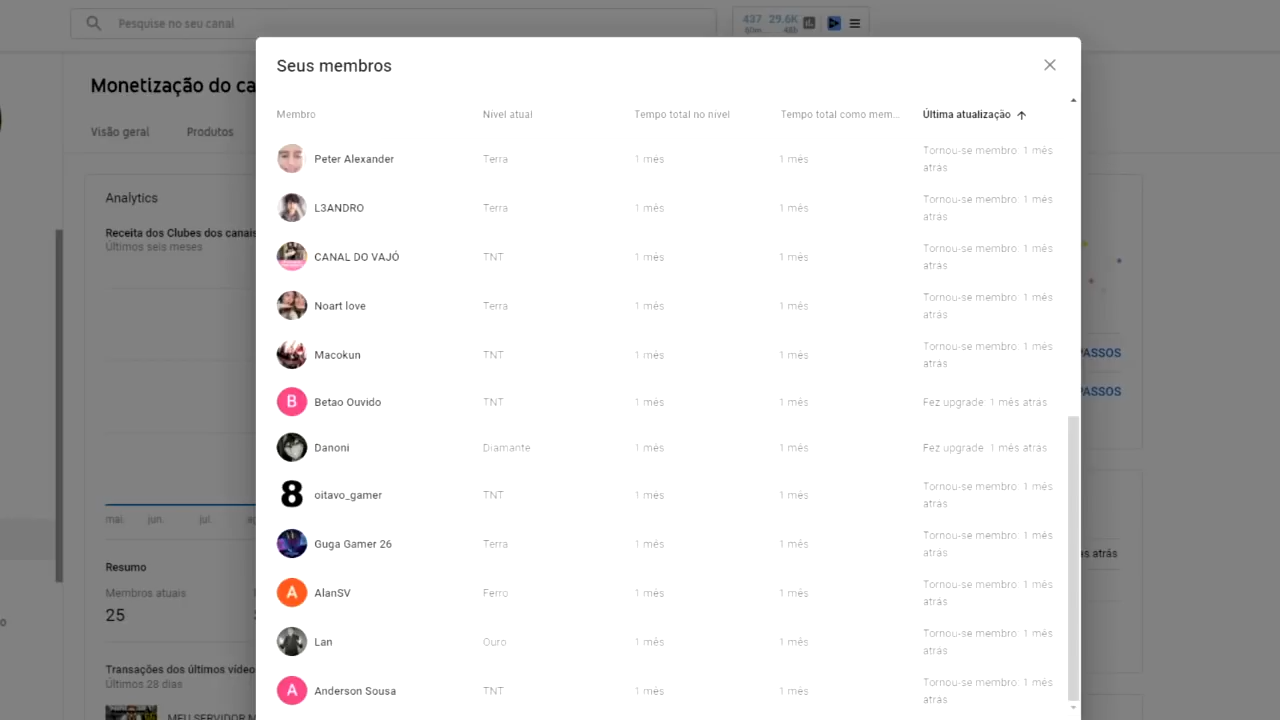 Pesquise no seu canal
437 29.6K
60m 48h
Seus membros
Monetização do ca
Membro Nível atual Tempo total no nível Tempo total como mem... Última atualização
Visão geral Produtos
Peter Alexander Terra 1 mês 1 mês Tornou-se membro: 1 mês
atrás
Analytics
L3ANDRO Terra 1 mês 1 mês Tornou-se membro: 1 mês
atrás
Receita dos Clubes dos canais
Últimos seis meses
CANAL DO VAJÓ TNT 1 mês 1 mês Tornou-se membro: 1 mês
atrás
Noart love Terra 1 mês 1 mês Tornou-se membro: 1 mês
atrás
Macokun TNT 1 mês 1 mês Tornou-se membro: 1 mês
atrás
PASSOS
PASSOS
B Betao Ouvido TNT 1 mês 1 mês Fez upgrade: 1 mês atrás
Danoni Diamante 1 mês 1 mês Fez upgrade: 1 mês atrás
8 oitavo_gamer TNT 1 mês 1 mês Tornou-se membro: 1 mês
atrás
mai. jun. jul. ag
Guga Gamer 26 Terra 1 mês 1 mês Tornou-se membro: 1 mês
atrás
as atrás
Resumo
A AlanSV Ferro 1 mês 1 mês Tornou-se membro: 1 mês
atrás
Membros atuais
25
Lan Ouro 1 mês 1 mês Tornou-se membro: 1 mês
atrás
Transações dos últimos vídeo
Últimos 28 dias
A Anderson Sousa TNT 1 mês 1 mês Tornou-se membro: 1 mês
atrás
MEU SERVIDOR M